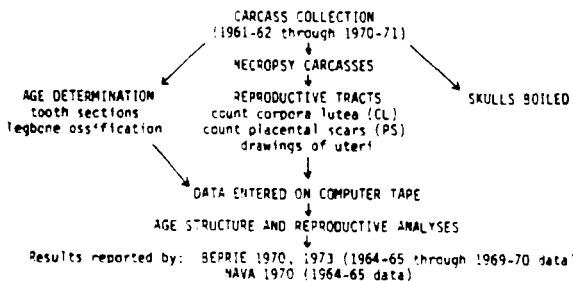 CARCASS COLLECTION
(1961-62 through 1970-71)
NECROPSY CARCASSES
AGE DETERMINATION
tooth sections
legbone ossification
REPRODUCTIVE TRACTS
count corpora lutea (CL)
count placental scars (PS)
drawings of uteri
SKULLS BOILED
DATA ENTERED ON COMPUTER TAPE
AGE STRUCTURE AND REPRODUCTIVE ANALYSES
Results reported by: BERRIE 1970, 1973 (1964-65 through 1969-70 data)
NAVA 1970 (1964-65 data)